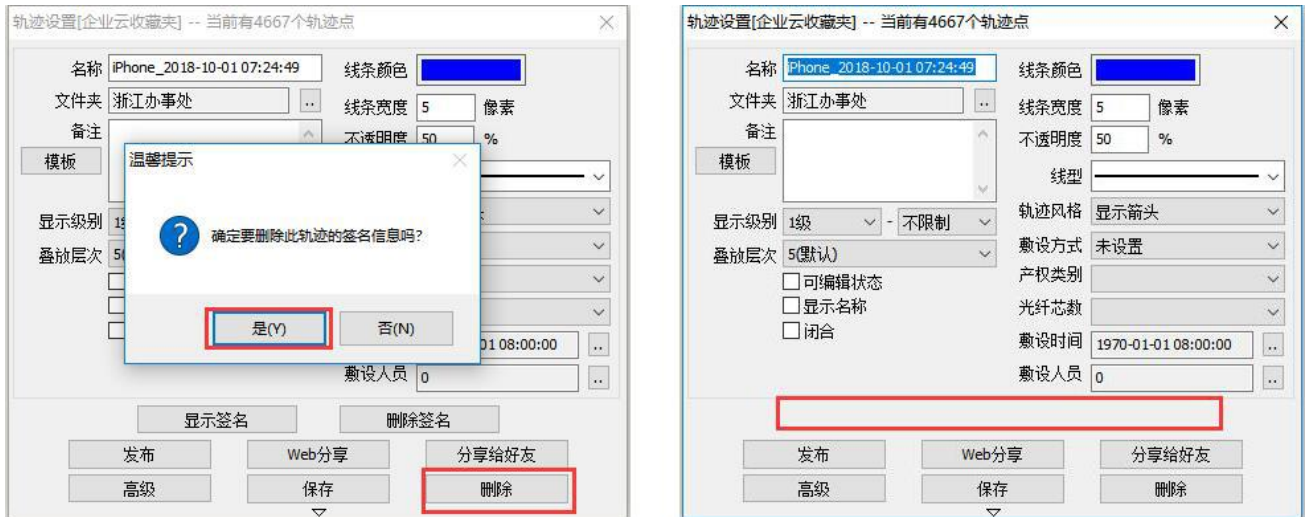 轨迹设置[企业云收藏夹] -- 当前有4667个轨迹点
名称 iPhone_2018-10-01 07:24:49 线条颜色
文件夹 浙江办事处 .. 线条宽度 5 像素
备注 不透明度 50 %
模板
温馨提示
确定要删除此轨迹的签名信息吗?
是(Y) 否(N)
显示级别
叠放层次 5(
01 08:00:00 ..
敷设人员 0 ..
显示签名 删除签名
发布 Web分享 分享给好友
高级 保存 删除
轨迹设置[企业云收藏夹] -- 当前有4667个轨迹点
名称 iPhone_2018-10-01 07:24:49 线条颜色
文件夹 浙江办事处 .. 线条宽度 5 像素
备注 不透明度 50 %
模板 线型
显示级别 1级 - 不限制 轨迹风格 显示箭头
叠放层次 5(默认) 敷设方式 未设置
可编辑状态 产权类别
显示名称 光纤芯数
闭合 敷设时间 1970-01-01 08:00:00 ..
敷设人员 0 ..
发布 Web分享 分享给好友
高级 保存 删除